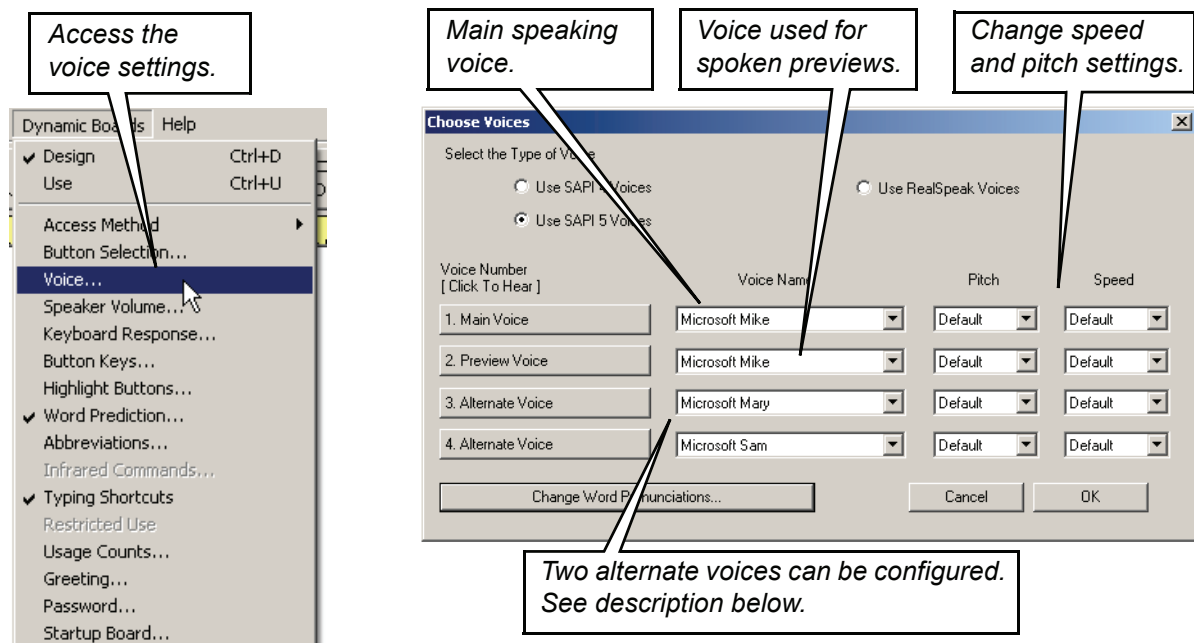 Access the
voice settings.
Dynamic Boards Help
Design Ctrl+D
Use Ctrl+U
Access Method
Button Selection...
Voice...
Speaker Volume...
Keyboard Response...
Button Keys...
Highlight Buttons...
Word Prediction...
Abbreviations...
Infrared Commands...
Typing Shortcuts
Restricted Use
Usage Counts...
Greeting...
Password...
Startup Board...
Main speaking
voice.
Voice used for
spoken previews.
Change speed
and pitch settings.
Choose Voices
Select the Type of Voice
Use SAPI 4 Voices
Use RealSpeak Voices
Use SAPI 5 Voices
Voice Number
[ Click To Hear ]
Voice Name
Pitch
Speed
1. Main Voice Microsoft Mike Default Default
2. Preview Voice Microsoft Mike Default Default
3. Alternate Voice Microsoft Mary Default Default
4. Alternate Voice Microsoft Sam Default Default
Change Word Pronunciations... Cancel OK
Two alternate voices can be configured.
See description below.